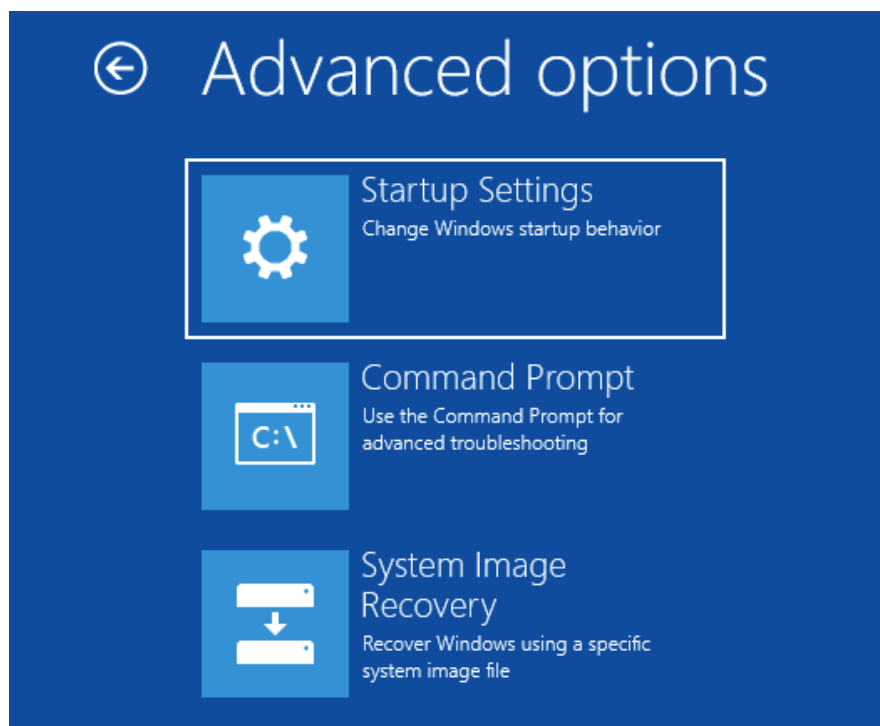 Advanced options
Startup Settings
Change Windows startup behavior
Command Prompt
Use the Command Prompt for
advanced troubleshooting
C:\
System Image
Recovery
Recover Windows using a specific
system image file